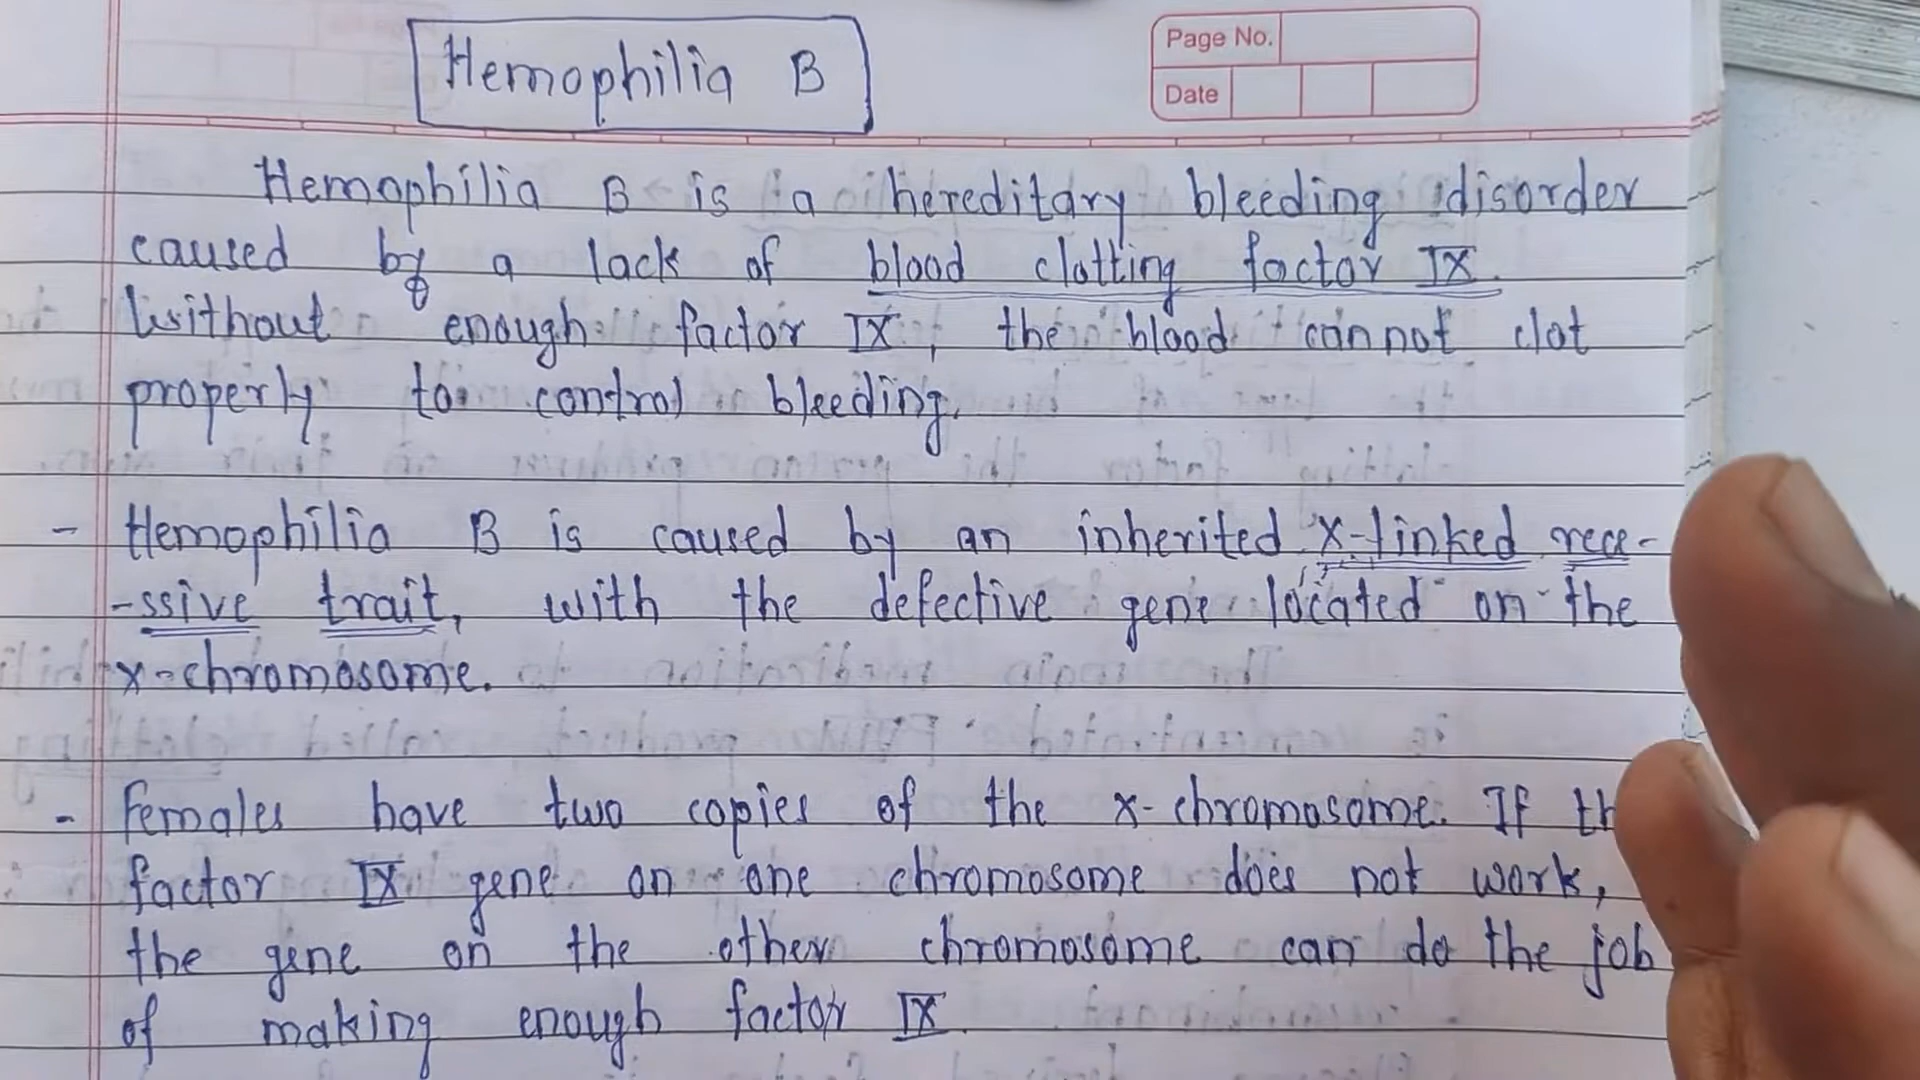 Hemophilia B
Page No.
Date
Hemophilia B is a hereditary bleeding disorder
caused by a lack of blood clotting factor IX.
Without enough factor IX, the blood cannot clot
properly to control bleeding.
- Hemophilia B is caused by an inherited x-linked rece-
-ssive trait, with the defective gene located on the
x-chromosome.
- Females have two copies of the x-chromosome. If th
factor IX gene on one chromosome does not work,
the gene on the other chromosome can do the job
of making enough factor IX.